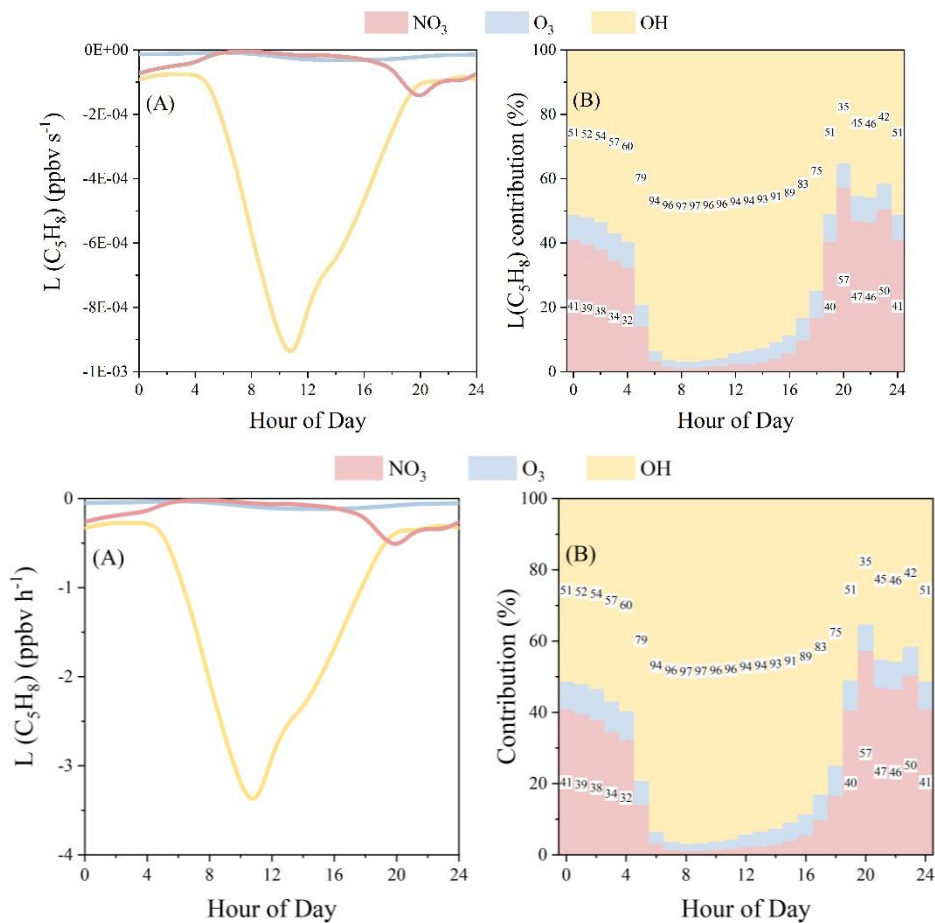 NO3 O3 OH
0E+00
-2E-04
-4E-04
-6E-04
-8E-04
-1E-03
L (C5H8) (ppbv s-1)
(A)
0 4 8 12 16 20 24
Hour of Day
100
80
60
40
20
0
L(C5H8) contribution (%)
(B)
51 52 54 57 60 79 94 96 97 97 96 96 94 94 93 91 89 83 75 51 35 45 46 42 51
41 39 38 34 32 40 57 47 46 50 41
0 4 8 12 16 20 24
Hour of Day
NO3 O3 OH
0
-1
-2
-3
-4
L (C5H8) (ppbv h-1)
(A)
0 4 8 12 16 20 24
Hour of Day
100
80
60
40
20
0
Contribution (%)
(B)
51 52 54 57 60 79 94 96 97 97 96 96 94 94 93 91 89 83 75 51 35 45 46 42 51
41 39 38 34 32 40 57 47 46 50 41
0 4 8 12 16 20 24
Hour of Day